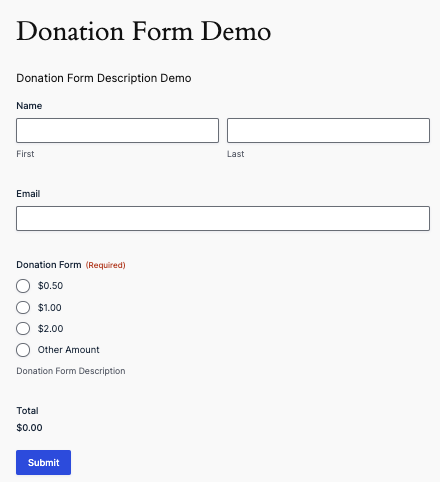 Donation Form Demo
Donation Form Description Demo
Name
First Last
Email
Donation Form (Required)
$0.50
$1.00
$2.00
Other Amount
Donation Form Description
Total
$0.00
Submit